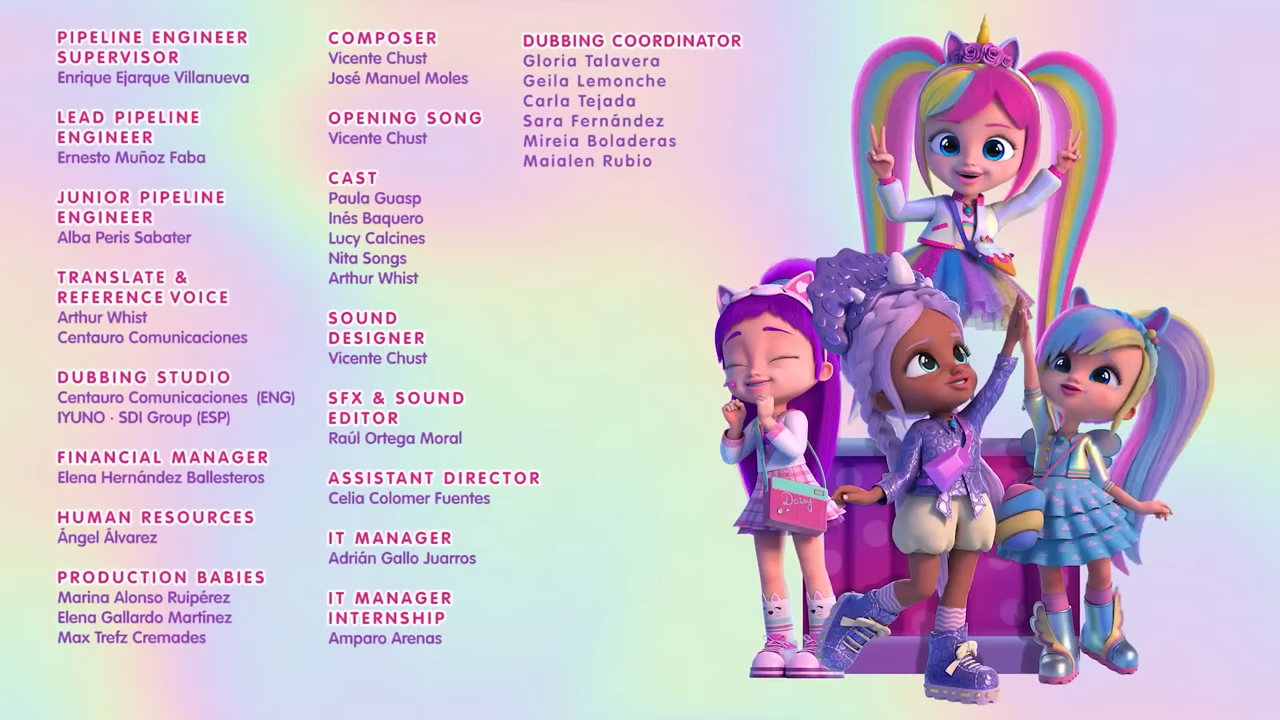 PIPELINE ENGINEER
SUPERVISOR
Enrique Ejarque Villanueva
LEAD PIPELINE
ENGINEER
Ernesto Muñoz Faba
JUNIOR PIPELINE
ENGINEER
Alba Peris Sabater
TRANSLATE &
REFERENCE VOICE
Arthur Whist
Centauro Comunicaciones
DUBBING STUDIO
Centauro Comunicaciones (ENG)
IYUNO · SDI Group (ESP)
FINANCIAL MANAGER
Elena Hernández Ballesteros
HUMAN RESOURCES
Ángel Álvarez
PRODUCTION BABIES
Marina Alonso Ruipérez
Elena Gallardo Martínez
Max Trefz Cremades
COMPOSER
Vicente Chust
José Manuel Moles
OPENING SONG
Vicente Chust
CAST
Paula Guasp
Inés Baquero
Lucy Calcines
Nita Songs
Arthur Whist
SOUND
DESIGNER
Vicente Chust
SFX & SOUND
EDITOR
Raúl Ortega Moral
ASSISTANT DIRECTOR
Celia Colomer Fuentes
IT MANAGER
Adrián Gallo Juarros
IT MANAGER
INTERNSHIP
Amparo Arenas
DUBBING COORDINATOR
Gloria Talavera
Geila Lemonche
Carla Tejada
Sara Fernández
Mireia Boladeras
Maialen Rubio